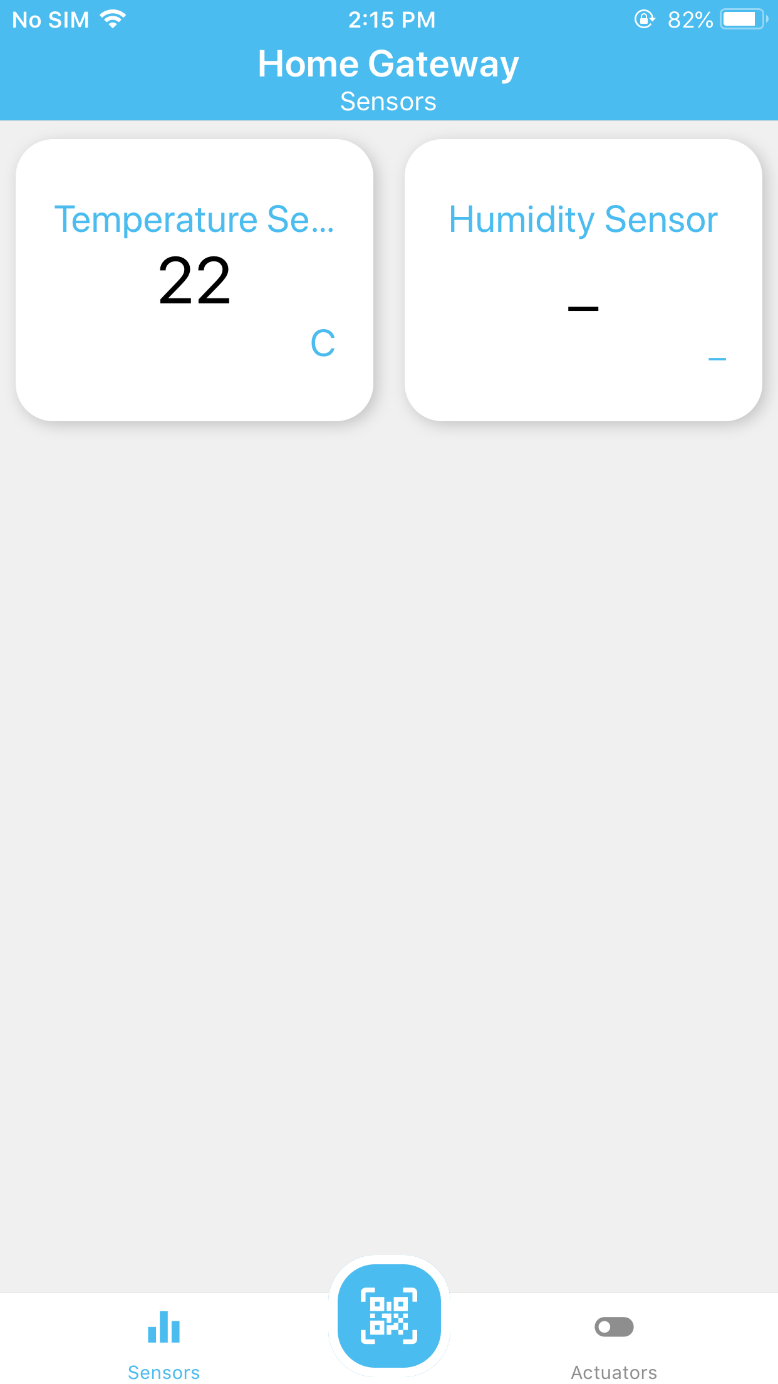 No SIM 2:15 PM 82%
Home Gateway
Sensors
Temperature Se... Humidity Sensor
22 _
C _
Sensors Actuators